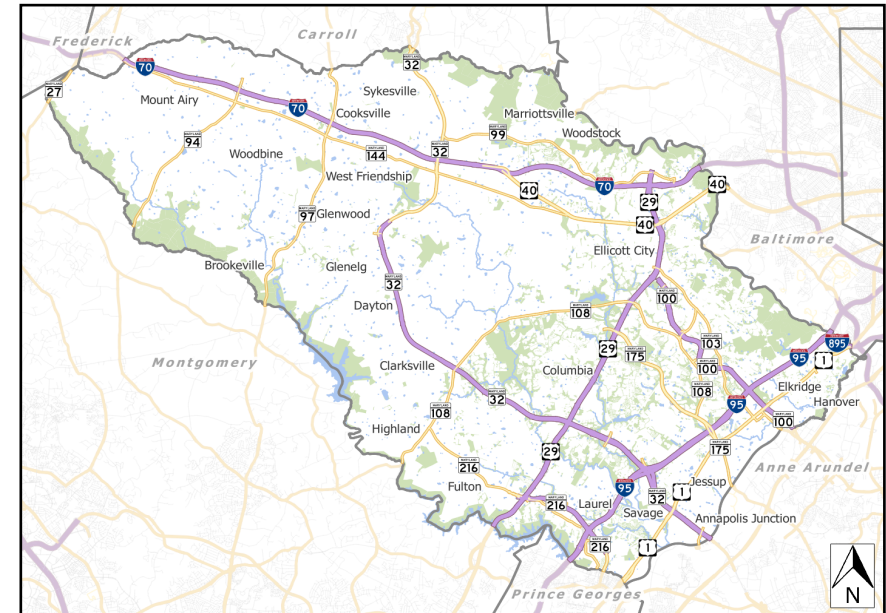 Carroll
Frederick
32
70
27
Mount Airy
Sykesville
70
Cooksville
Marriottsville
94
99
Woodstock
144
32
Woodbine
West Friendship
70
40
40
29
97
Glenwood
40
Baltimore
Ellicott City
Brookeville
Glenelg
32
100
Dayton
108
895
103
Montgomery
29
175
95
1
Clarksville
Columbia
100
Elkridge
108
32
95
Hanover
108
100
Highland
29
175
216
Anne Arundel
Fulton
95
Jessup
1
216
Laurel
32
Savage
Annapolis Junction
216
1
Prince Georges
N